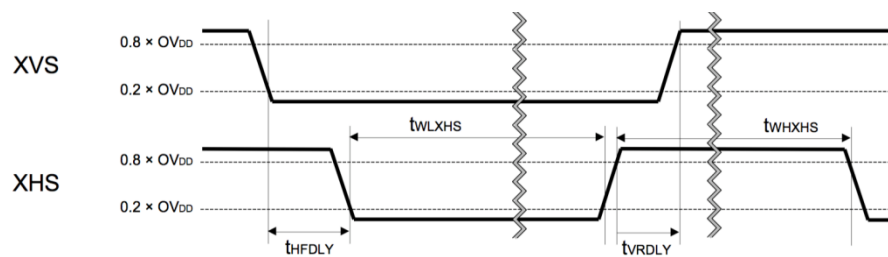 0.8 × OVDD
XVS
0.2 × OVDD
tWLXHS
tWHXHS
0.8 × OVDD
XHS
0.2 × OVDD
tHFDLY
tVRDLY